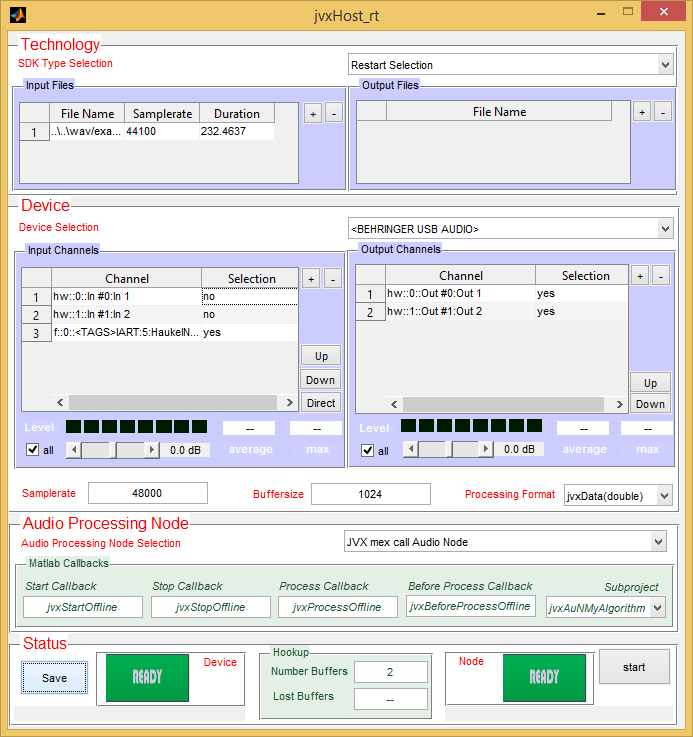 jvxHost_rt
Technology
SDK Type Selection
Restart Selection
Input Files
File Name Samplerate Duration
1 ..\..\wav/exa... 44100 232.4637
+ -
Output Files
File Name
+ -
Device
Device Selection
<BEHRINGER USB AUDIO>
Input Channels
Channel Selection
1 hw::0::In #0:In 1 no
2 hw::1::In #1:In 2 no
3 f::0::<TAGS>IART:5:HaukeIN... yes
+ -
Up
Down
Direct
Level -- --
all 0.0 dB average max
Output Channels
Channel Selection
1 hw::0::Out #0:Out 1 yes
2 hw::1::Out #1:Out 2 yes
+ -
Up
Down
Level -- --
all 0.0 dB average max
Samplerate 48000 Buffersize 1024 Processing Format jvxData(double)
Audio Processing Node
Audio Processing Node Selection
JVX mex call Audio Node
Matlab Callbacks
Start Callback Stop Callback Process Callback Before Process Callback Subproject
jvxStartOffline jvxStopOffline jvxProcessOffline jvxBeforeProcessOffline jvxAuNMyAlgorithm
Status
Save
READY
Device
Hookup
Number Buffers 2
Lost Buffers --
Node
READY
start